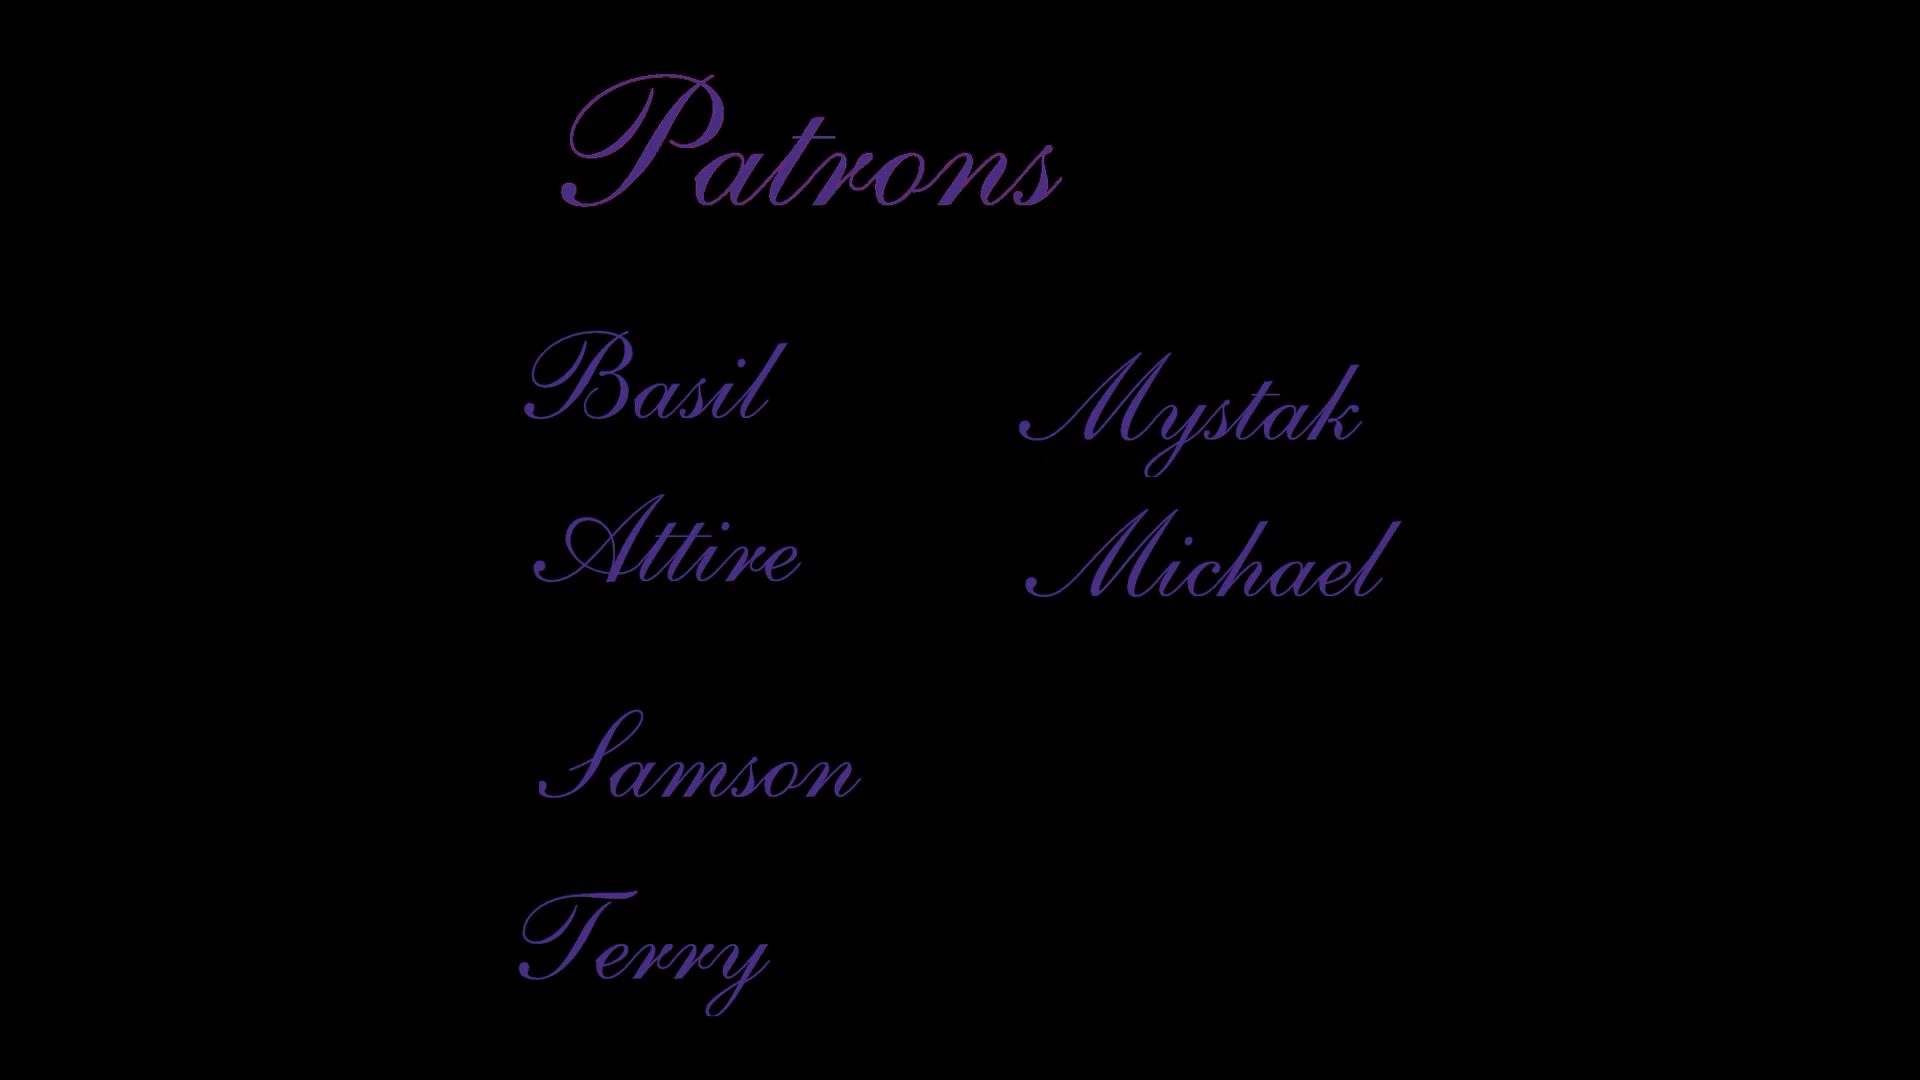 Patrons
Basil
Mystak
Attire
Michael
Samson
Terry